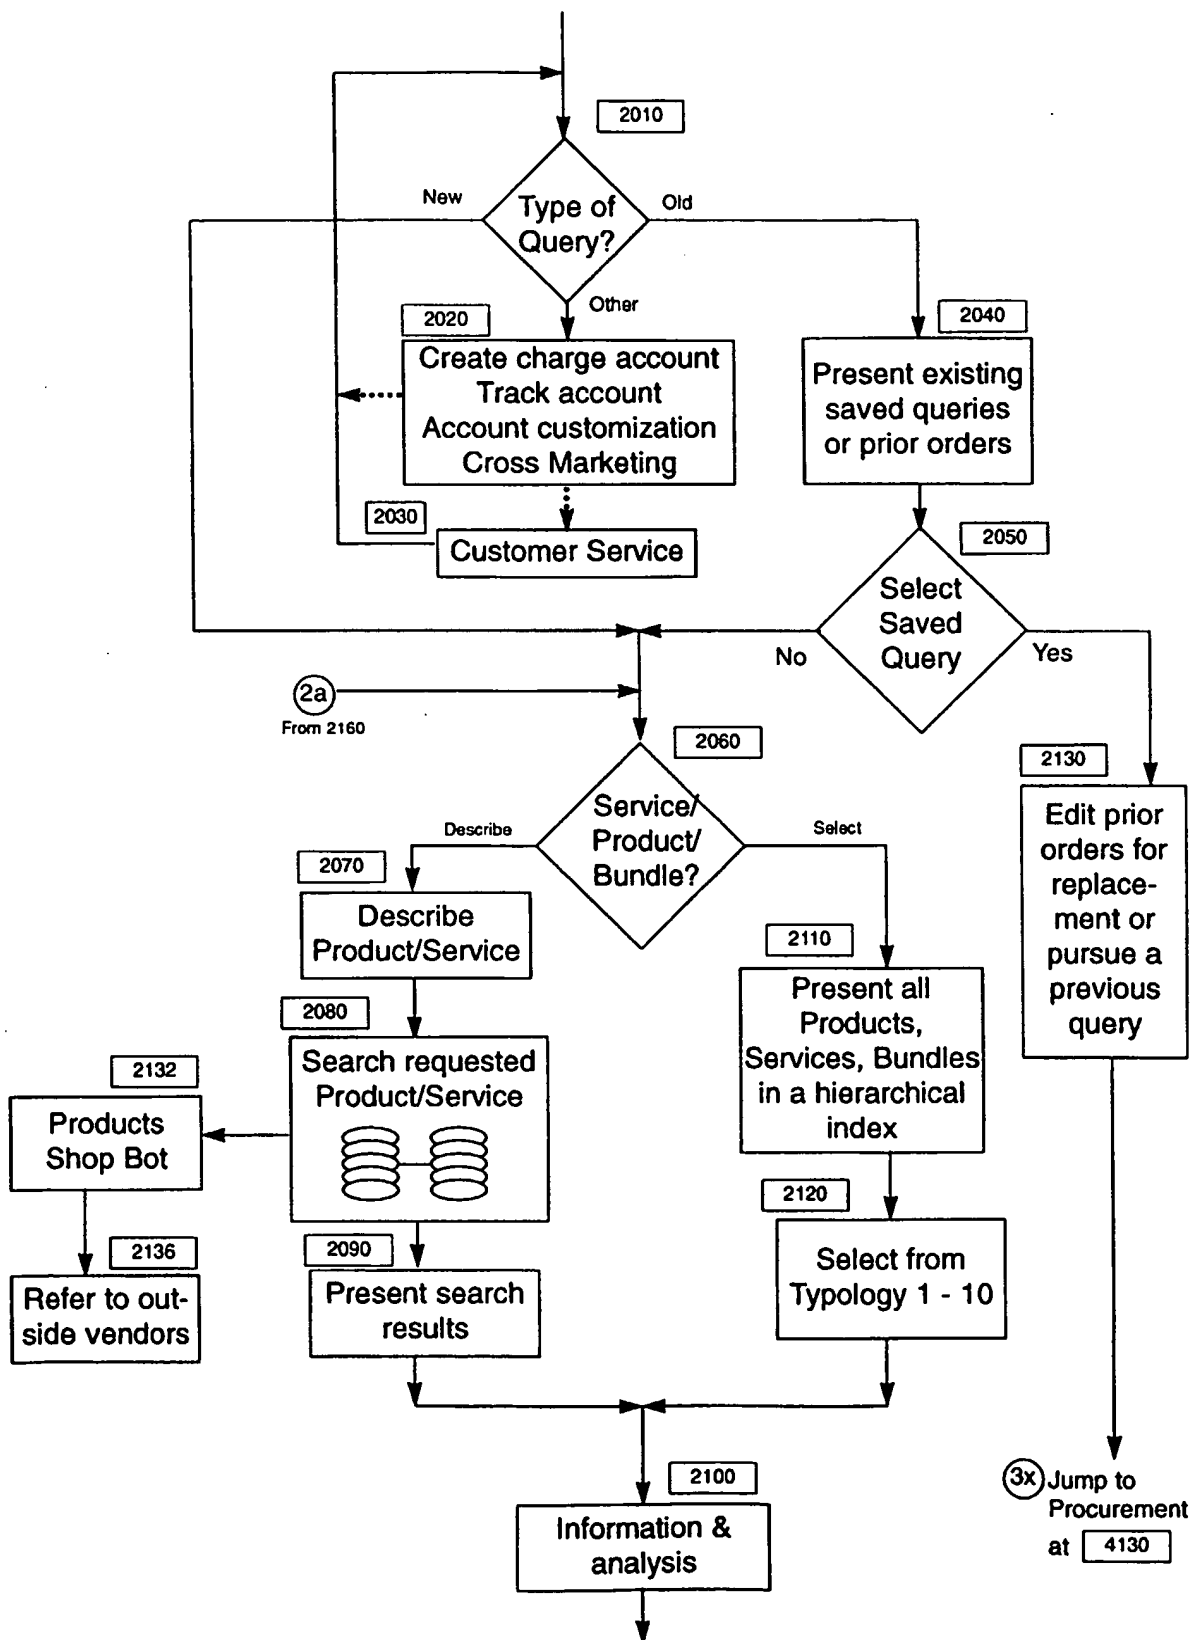 2010
New
Type of
Query?
Old
Other
2020
Create charge account
Track account
Account customization
Cross Marketing
2040
Present existing
saved queries
or prior orders
2030
Customer Service
2050
Select
Saved
Query
No
Yes
2a
From 2160
2060
Service/
Product/
Bundle?
Describe
Select
2130
Edit prior
orders for
replace-
ment or
pursue a
previous
query
2070
Describe
Product/Service
2110
Present all
Products,
Services, Bundles
in a hierarchical
index
2080
Search requested
Product/Service
2132
Products
Shop Bot
2120
Select from
Typology 1 - 10
2136
Refer to out-
side vendors
2090
Present search
results
2100
Information &
analysis
3x Jump to
Procurement
at 4130